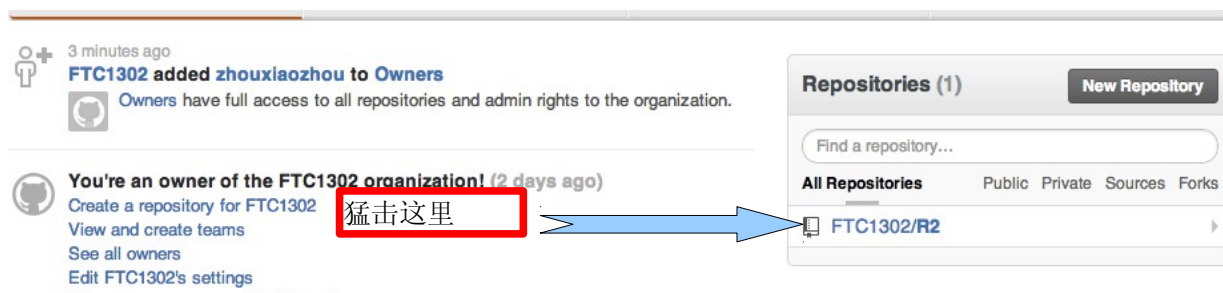 3 minutes ago
FTC1302 added zhouxiaozhou to Owners
Owners have full access to all repositories and admin rights to the organization.
You're an owner of the FTC1302 organization! (2 days ago)
Create a repository for FTC1302
View and create teams
See all owners
Edit FTC1302's settings
猛击这里
Repositories (1)
New Repository
Find a repository...
All Repositories Public Private Sources Forks
FTC1302/R2